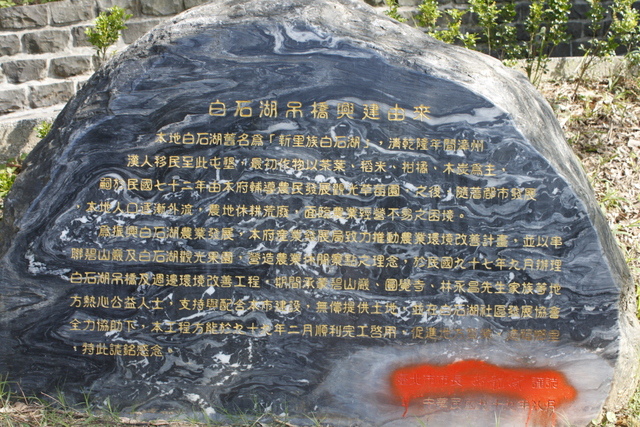 白石湖吊橋興建由來
本地白石湖舊名為「新里族白石湖」，清乾隆年間漳州
漢人移民至此屯墾，最初作物以茶葉、稻米、柑橘、木炭為主，
嗣於民國七十二年由本府輔導農民發展觀光草莓園，之後，隨著都市發展
，本地人口逐漸外流，農地休耕荒廢，面臨農業經營不易之困境。
為振興白石湖農業發展，本府產業發展局致力推動農業環境改善計畫，並以串
聯碧山巖及白石湖觀光果園，營造農業休閒景點之理念，於民國九十七年九月辦理
白石湖吊橋及週邊環境改善工程，期間承蒙碧山巖、圓覺寺、林永昌先生家族等地
方熱心公益人士，支持與配合本市建設，無償提供土地，並在白石湖社區發展協會
全力協助下，本工程方能於九十九年二月順利完工啓用，促進
，特此誌銘感念。